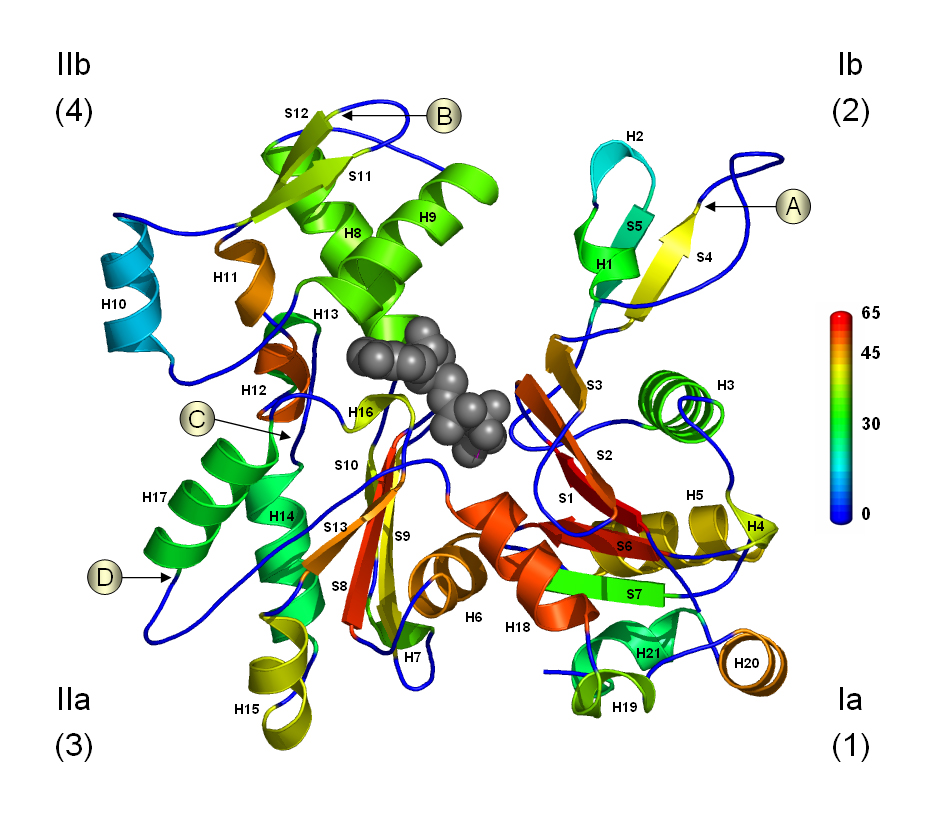 IIb
Ib
(4)
(2)
S12
B
H2
S11
A
H9
S5
H8
S4
H1
H11
H10
H13
65
45
30
0
S3
H3
H12
H16
C
S2
S10
H17
S1
H5
H14
S13
S9
H4
S6
D
S8
S7
H6
H18
H7
H21
H20
IIa
H15
H19
Ia
(3)
(1)